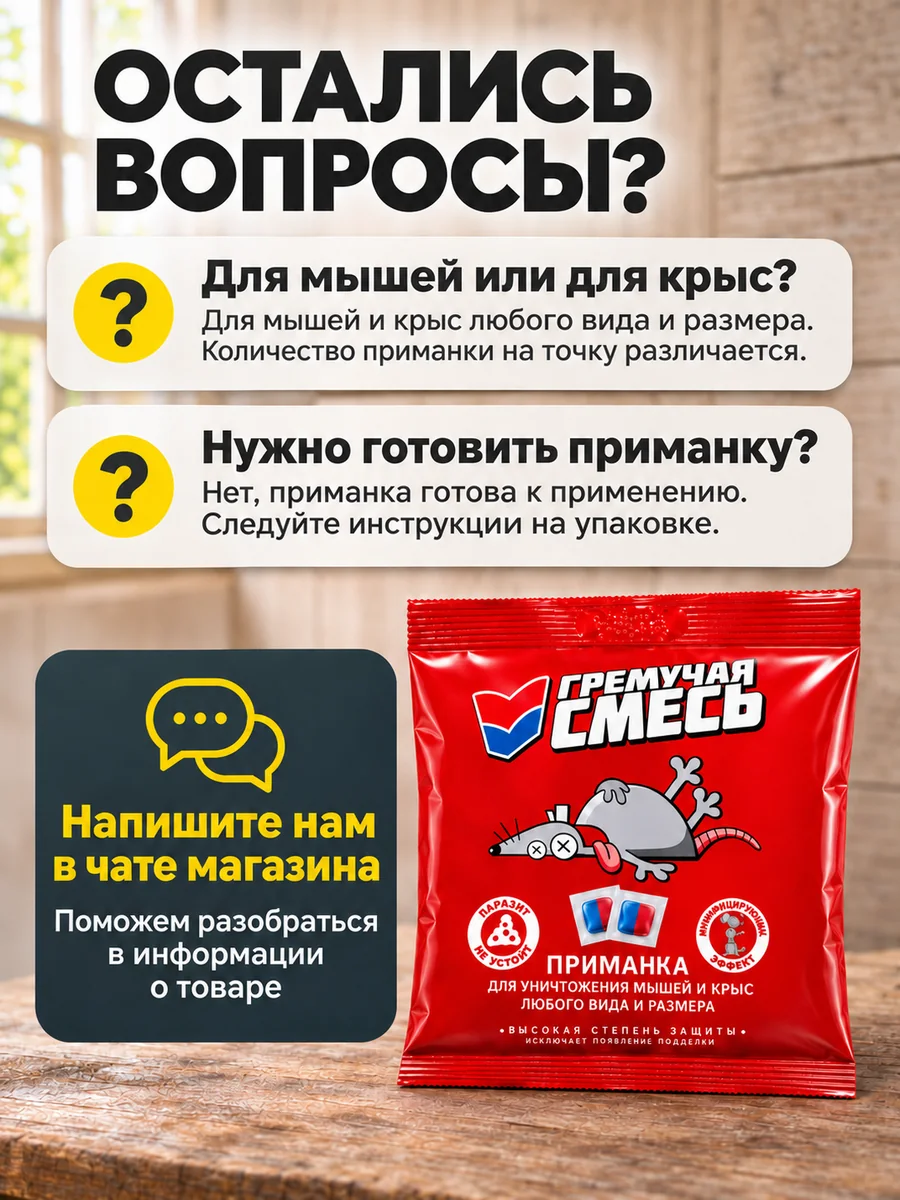 ОСТАЛИСЬ
ВОПРОСЫ?
?
Для мышей или для крыс?
Для мышей и крыс любого вида и размера.
Количество приманки на точку различается.
?
Нужно готовить приманку?
Нет, приманка готова к применению.
Следуйте инструкции на упаковке.
Напишите нам
в чате магазина
Поможем разобраться
в информации
о товаре
ГРЕМУЧАЯ
СМЕСЬ
ПАРАЗИТ
НЕ УСТОИТ
МУМИФИЦИРУЮЩИЙ
ЭФФЕКТ
ПРИМАНКА
ДЛЯ УНИЧТОЖЕНИЯ МЫШЕЙ И КРЫС
ЛЮБОГО ВИДА И РАЗМЕРА
•ВЫСОКАЯ СТЕПЕНЬ ЗАЩИТЫ•
ИСКЛЮЧАЕТ ПОЯВЛЕНИЕ ПОДДЕЛКИ